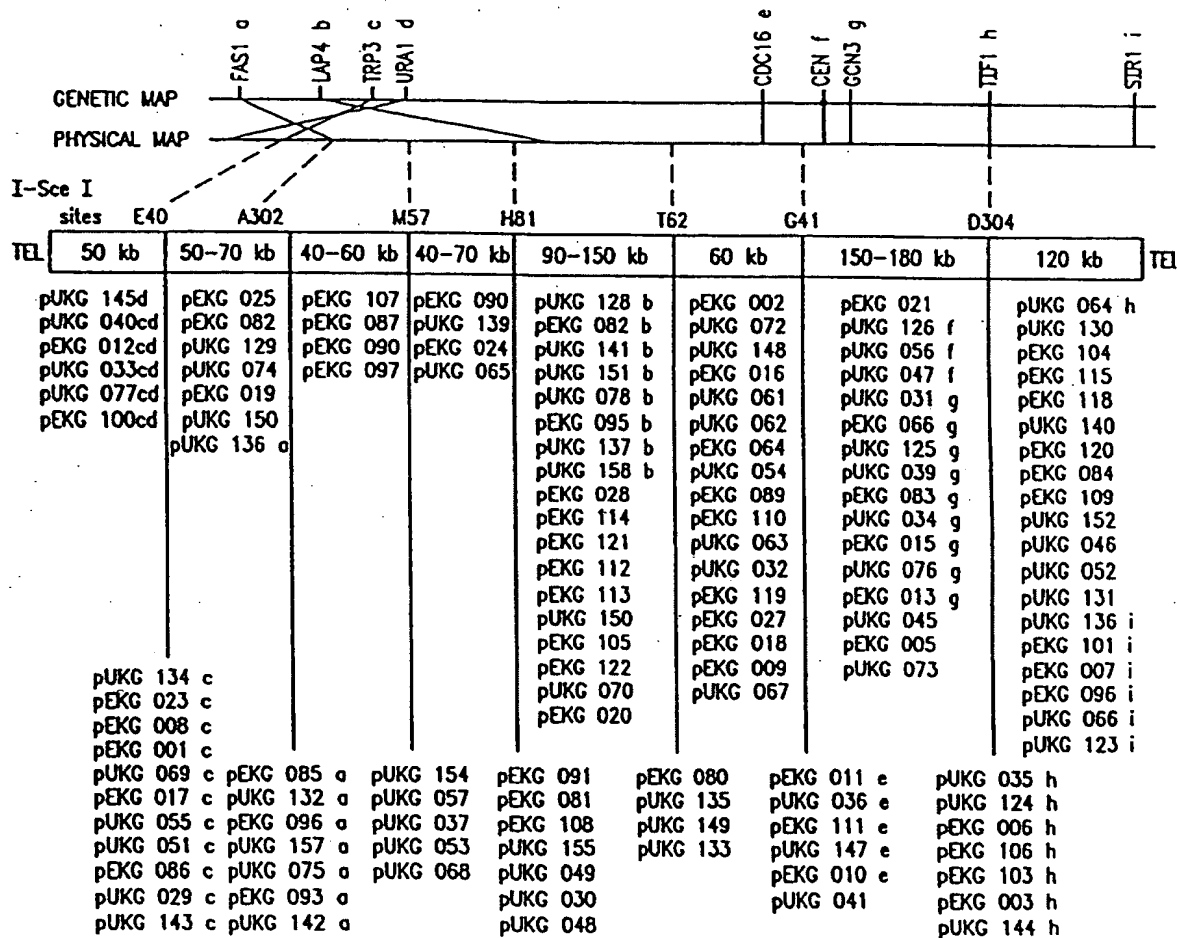 FAS1 a
LAP4 b
TRP3 c
URA1 d
CDC16 e
CEN f
GCN3 g
TIF1 h
SIR1 i
GENETIC MAP
PHYSICAL MAP
I-Sce I
sites E40 A302 M57 H81 T62 G41 D304
TEL 50 kb 50-70 kb 40-60 kb 40-70 kb 90-150 kb 60 kb 150-180 kb 120 kb TEL
pUKG 145d pEKG 025 pEKG 107 pEKG 090 pUKG 128 b pEKG 002 pEKG 021 pUKG 064 h
pUKG 040cd pEKG 082 pEKG 087 pUKG 139 pEKG 082 b pUKG 072 pUKG 126 f pUKG 130
pEKG 012cd pUKG 129 pEKG 090 pEKG 024 pUKG 141 b pUKG 148 pUKG 056 f pEKG 104
pUKG 033cd pUKG 074 pEKG 097 pUKG 065 pUKG 151 b pEKG 016 pUKG 047 f pEKG 115
pUKG 077cd pEKG 019 pUKG 078 b pUKG 061 pUKG 031 g pEKG 118
pEKG 100cd pUKG 150 pEKG 095 b pUKG 062 pEKG 066 g pUKG 140
pUKG 136 a pUKG 137 b pEKG 064 pUKG 125 g pEKG 120
pUKG 158 b pUKG 054 pUKG 039 g pEKG 084
pEKG 028 pEKG 089 pEKG 083 g pEKG 109
pEKG 114 pEKG 110 pUKG 034 g pUKG 152
pEKG 121 pUKG 063 pEKG 015 g pUKG 046
pEKG 112 pUKG 032 pUKG 076 g pUKG 052
pEKG 113 pEKG 119 pEKG 013 g pUKG 131
pUKG 150 pEKG 027 pUKG 045 pUKG 136 i
pEKG 105 pEKG 018 pEKG 005 pEKG 101 i
pUKG 134 c pEKG 122 pEKG 009 pUKG 073 pEKG 007 i
pEKG 023 c pUKG 070 pUKG 067 pEKG 096 i
pEKG 008 c pEKG 020 pUKG 066 i
pEKG 001 c pUKG 123 i
pUKG 069 c pEKG 085 a pUKG 154 pEKG 091 pEKG 080 pEKG 011 e pUKG 035 h
pEKG 017 c pUKG 132 a pUKG 057 pEKG 081 pUKG 135 pUKG 036 e pUKG 124 h
pUKG 055 c pEKG 096 a pUKG 037 pEKG 108 pUKG 149 pEKG 111 e pEKG 006 h
pUKG 051 c pUKG 157 a pUKG 053 pUKG 155 pUKG 133 pUKG 147 e pEKG 106 h
pEKG 086 c pUKG 075 a pUKG 068 pUKG 049 pEKG 010 e pEKG 103 h
pUKG 029 c pEKG 093 a pUKG 030 pUKG 041 pEKG 003 h
pUKG 143 c pUKG 142 a pUKG 048 pUKG 144 h